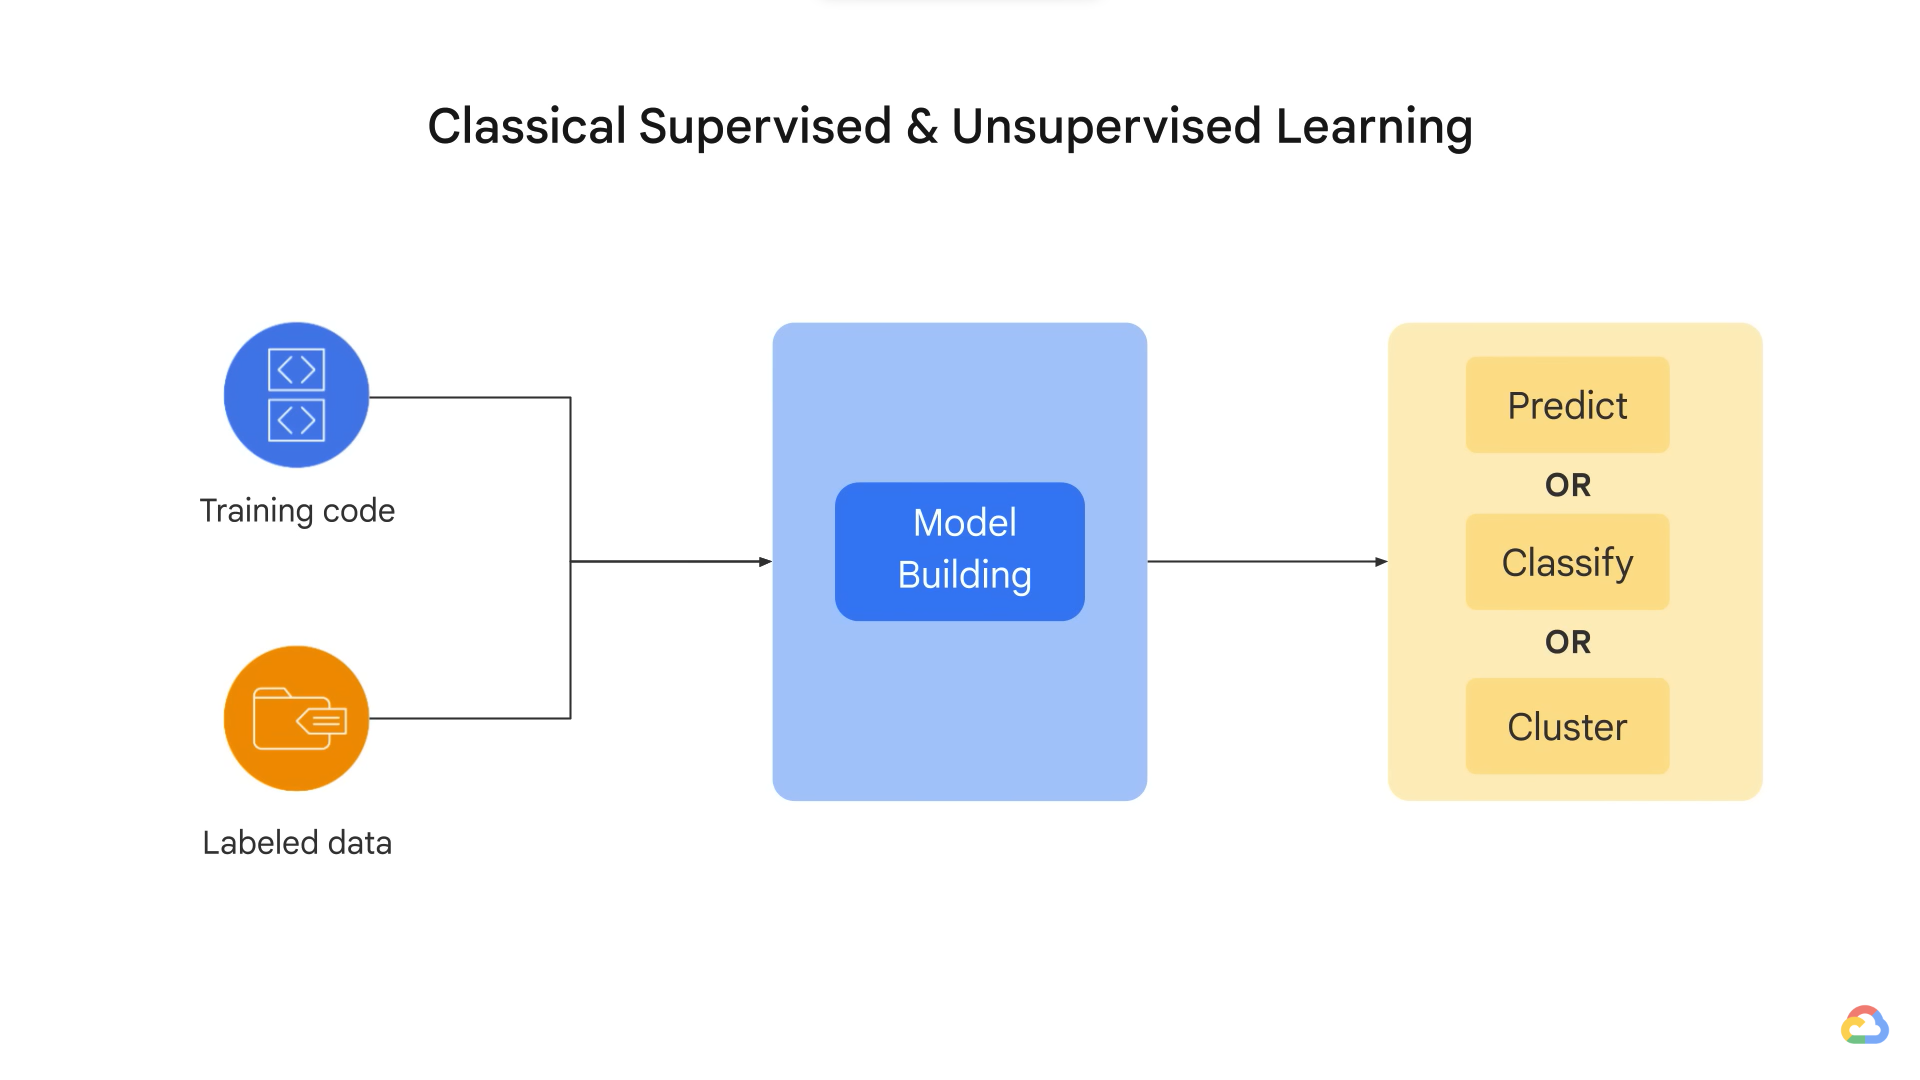 Classical Supervised & Unsupervised Learning
Training code
Labeled data
Model
Building
Predict
OR
Classify
OR
Cluster